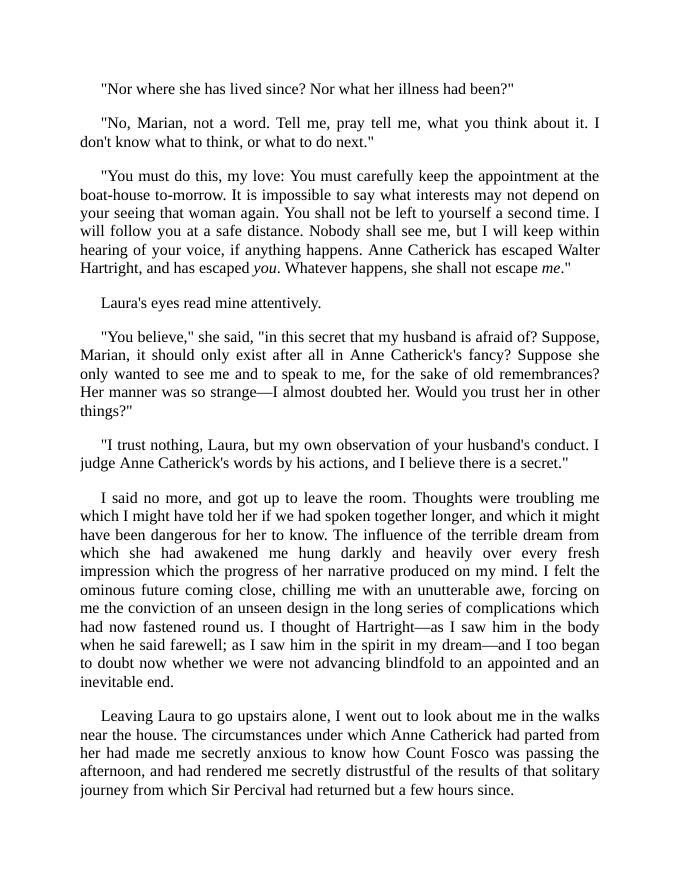 "Nor where she has lived since? Nor what her illness had been?"
"No, Marian, not a word. Tell me, pray tell me, what you think about it. I
don't know what to think, or what to do next."
"You must do this, my love: You must carefully keep the appointment at the
boat-house to-morrow. It is impossible to say what interests may not depend on
your seeing that woman again. You shall not be left to yourself a second time. I
will follow you at a safe distance. Nobody shall see me, but I will keep within
hearing of your voice, if anything happens. Anne Catherick has escaped Walter
Hartright, and has escaped you. Whatever happens, she shall not escape me."
Laura's eyes read mine attentively.
"You believe," she said, "in this secret that my husband is afraid of? Suppose,
Marian, it should only exist after all in Anne Catherick's fancy? Suppose she
only wanted to see me and to speak to me, for the sake of old remembrances?
Her manner was so strange—I almost doubted her. Would you trust her in other
things?"
"I trust nothing, Laura, but my own observation of your husband's conduct. I
judge Anne Catherick's words by his actions, and I believe there is a secret."
I said no more, and got up to leave the room. Thoughts were troubling me
which I might have told her if we had spoken together longer, and which it might
have been dangerous for her to know. The influence of the terrible dream from
which she had awakened me hung darkly and heavily over every fresh
impression which the progress of her narrative produced on my mind. I felt the
ominous future coming close, chilling me with an unutterable awe, forcing on
me the conviction of an unseen design in the long series of complications which
had now fastened round us. I thought of Hartright—as I saw him in the body
when he said farewell; as I saw him in the spirit in my dream—and I too began
to doubt now whether we were not advancing blindfold to an appointed and an
inevitable end.
Leaving Laura to go upstairs alone, I went out to look about me in the walks
near the house. The circumstances under which Anne Catherick had parted from
her had made me secretly anxious to know how Count Fosco was passing the
afternoon, and had rendered me secretly distrustful of the results of that solitary
journey from which Sir Percival had returned but a few hours since.